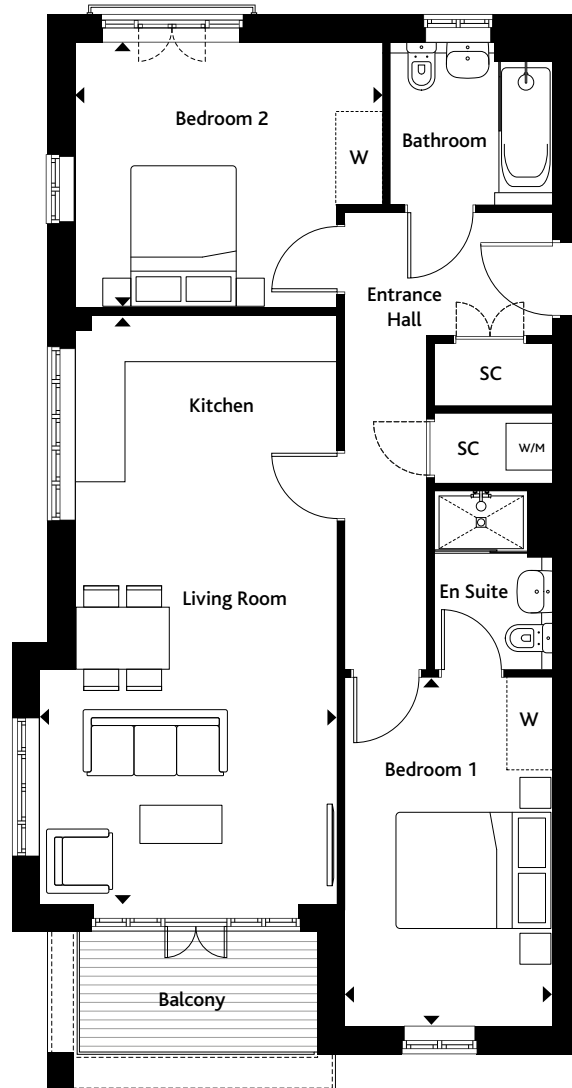 Bedroom 2
W
Bathroom
Entrance
Hall
SC
Kitchen
SC
W/M
En Suite
Living Room
W
Bedroom 1
Balcony